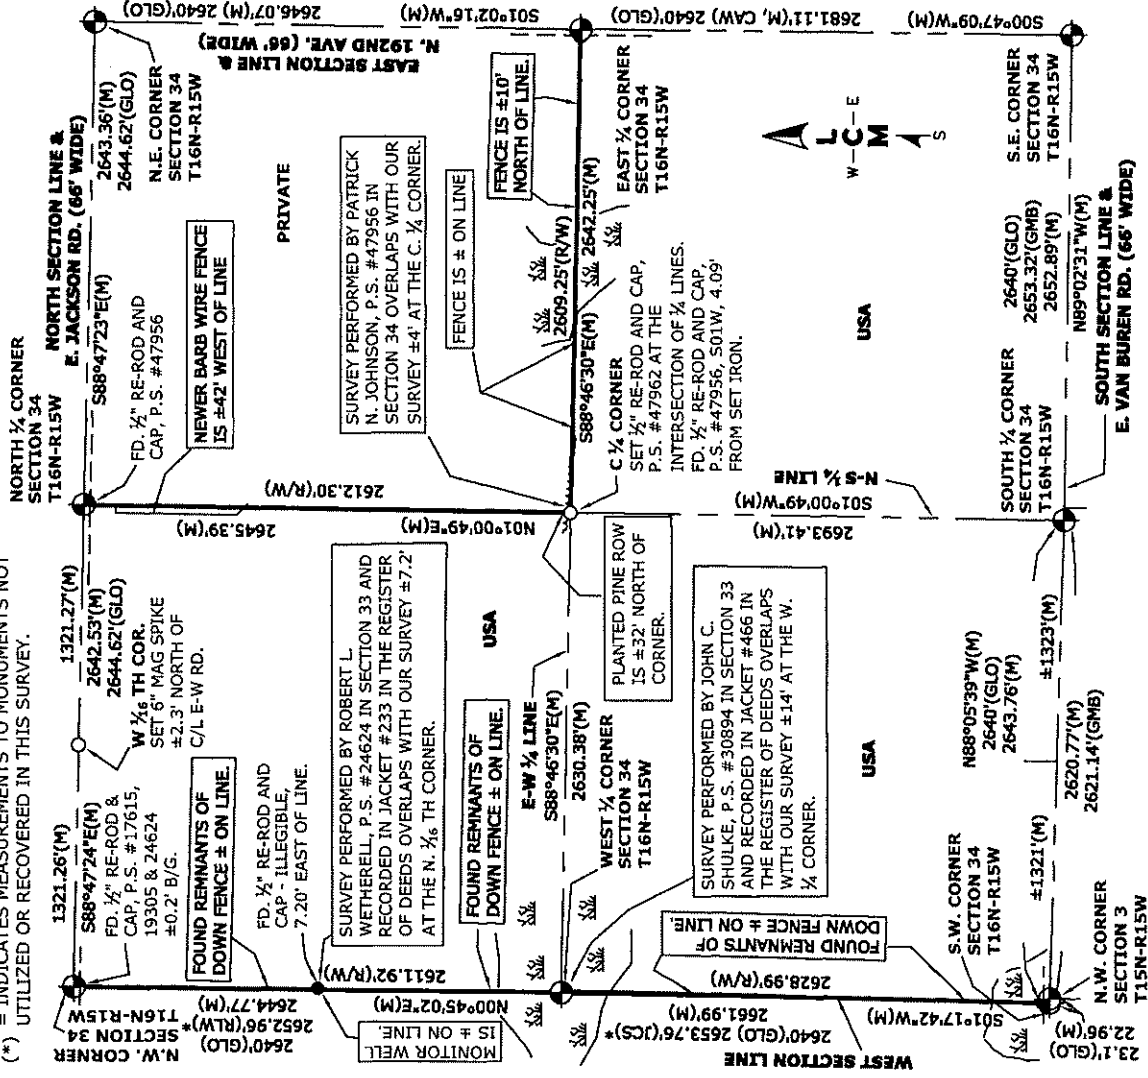 (*) = INDICATES MEASUREMENTS TO MONUMENTS NOT
UTILIZED OR RECOVERED IN THIS SURVEY.
N.W. CORNER
SECTION 34
T16N-R15W
1321.26'(M)
S88°47'24"E(M)
FD. ½" RE-ROD &
CAP, P.S. #17615,
19305 & 24624
±0.2' B/G.
1321.27'(M)
2642.53'(M)
2644.62'(GLO)
W 1/16 TH COR.
SET 6" MAG SPIKE
±2.3' NORTH OF
C/L E-W RD.
NORTH ¼ CORNER
SECTION 34
T16N-R15W
NORTH SECTION LINE &
E. JACKSON RD. (66' WIDE)
S88°47'23"E(M)
2643.36'(M)
2644.62'(GLO)
FD. ½" RE-ROD AND
CAP, P.S. #47956
N.E. CORNER
SECTION 34
T16N-R15W
NEWER BARB WIRE FENCE
IS ±42' WEST OF LINE
PRIVATE
EAST SECTION LINE &
N. 192ND AVE. (66' WIDE)
S01°02'16"W(M)
2646.07'(M) 2640'(GLO)
FOUND REMNANTS OF
DOWN FENCE ± ON LINE.
FD. ½" RE-ROD AND
CAP - ILLEGIBLE,
7.20' EAST OF LINE.
2640'(GLO)
2652.96'(RLW)*
2644.77'(M)
N00°45'02"E(M)
2611.92'(R/W)
MONITOR WELL
IS ± ON LINE.
SURVEY PERFORMED BY ROBERT L.
WETHERELL, P.S. #24624 IN SECTION 33 AND
RECORDED IN JACKET #233 IN THE REGISTER
OF DEEDS OVERLAPS WITH OUR SURVEY ±7.2'
AT THE N. 1/16 TH CORNER.
2645.39'(M)
N01°00'49"E(M)
2612.30'(R/W)
SURVEY PERFORMED BY PATRICK
N. JOHNSON, P.S. #47956 IN
SECTION 34 OVERLAPS WITH OUR
SURVEY ±4' AT THE C. ¼ CORNER.
FENCE IS ± ON LINE
FENCE IS ±10'
NORTH OF LINE.
USA
FOUND REMNANTS OF
DOWN FENCE ± ON LINE.
E-W ¼ LINE
S88°46'30"E(M)
2630.38'(M)
WEST ¼ CORNER
SECTION 34
T16N-R15W
PLANTED PINE ROW
IS ±32' NORTH OF
CORNER.
S88°46'30"E(M)
2609.25'(R/W)
2642.25'(M)
C ¼ CORNER
SET ½" RE-ROD AND CAP,
P.S. #47962 AT THE
INTERSECTION OF ¼ LINES.
FD. ½" RE-ROD AND CAP,
P.S. #47956, S01W, 4.09'
FROM SET IRON.
EAST ¼ CORNER
SECTION 34
T16N-R15W
W E
LCM
S
SURVEY PERFORMED BY JOHN C.
SHULKE, P.S. #30894 IN SECTION 33
AND RECORDED IN JACKET #466 IN
THE REGISTER OF DEEDS OVERLAPS
WITH OUR SURVEY ±14' AT THE W.
¼ CORNER.
WEST SECTION LINE
2640'(GLO) 2653.76'(JCS)*
2661.99'(M)
S01°17'42"W(M)
2628.99'(R/W)
FOUND REMNANTS OF
DOWN FENCE ± ON LINE.
USA
N-S ¼ LINE
2693.41'(M)
S01°00'49"W(M)
USA
2681.11'(M, CAW) 2640'(GLO)
S00°47'09"W(M)
23.1'(GLO)
22.96'(M)
N.W. CORNER
SECTION 3
T15N-R15W
S.W. CORNER
SECTION 34
T16N-R15W
±1321'(M)
N88°05'39"W(M)
2640'(GLO)
2643.76'(M)
±1323'(M)
2620.77'(M)
2621.14'(GMB)
SOUTH ¼ CORNER
SECTION 34
T16N-R15W
2640'(GLO)
2653.32'(GMB)
2652.89'(M)
N89°02'31"W(M)
S.E. CORNER
SECTION 34
T16N-R15W
SOUTH SECTION LINE &
E. VAN BUREN RD. (66' WIDE)